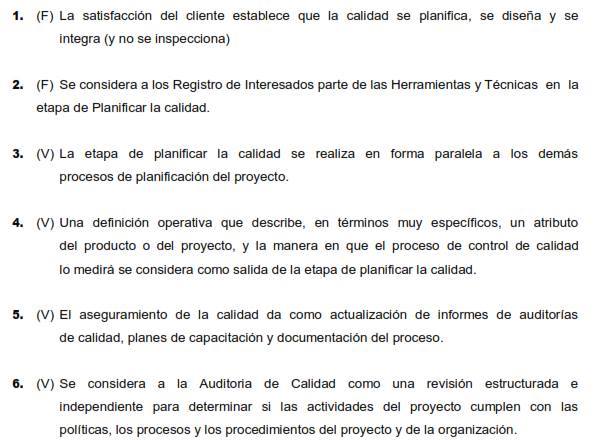 1. (F) La satisfacción del cliente establece que la calidad se planifica, se diseña y se
integra (y no se inspecciona)
2. (F) Se considera a los Registro de Interesados parte de las Herramientas y Técnicas en la
etapa de Planificar la calidad.
3. (V) La etapa de planificar la calidad se realiza en forma paralela a los demás
procesos de planificación del proyecto.
4. (V) Una definición operativa que describe, en términos muy específicos, un atributo
del producto o del proyecto, y la manera en que el proceso de control de calidad
lo medirá se considera como salida de la etapa de planificar la calidad.
5. (V) El aseguramiento de la calidad da como actualización de informes de auditorías
de calidad, planes de capacitación y documentación del proceso.
6. (V) Se considera a la Auditoria de Calidad como una revisión estructurada e
independiente para determinar si las actividades del proyecto cumplen con las
políticas, los procesos y los procedimientos del proyecto y de la organización.